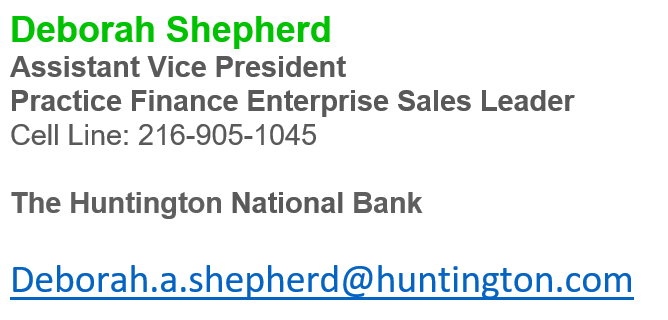 Deborah Shepherd
Assistant Vice President
Practice Finance Enterprise Sales Leader
Cell Line: 216-905-1045
The Huntington National Bank
Deborah.a.shepherd@huntington.com